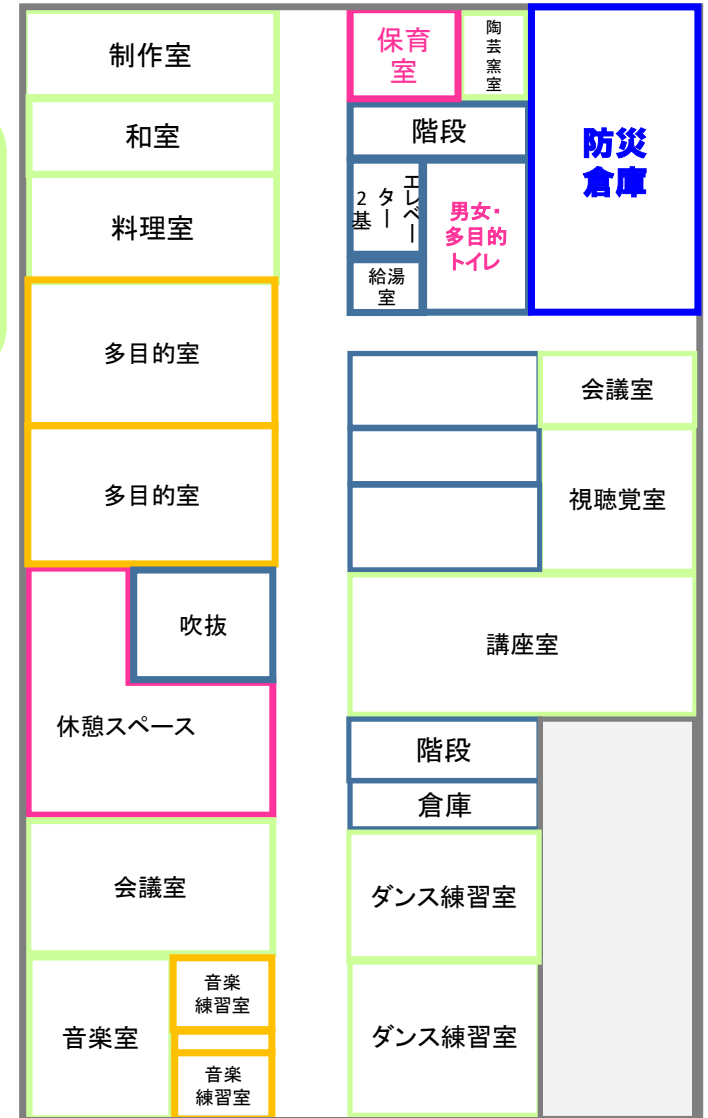 制作室
和室
料理室
多目的室
多目的室
吹抜
休憩スペース
会議室
音楽室
音楽
練習室
音楽
練習室
保育
室
陶芸窯室
階段
エレベー
ター
2基
男女・
多目的
トイレ
給湯
室
防災
倉庫
会議室
視聴覚室
講座室
階段
倉庫
ダンス練習室
ダンス練習室